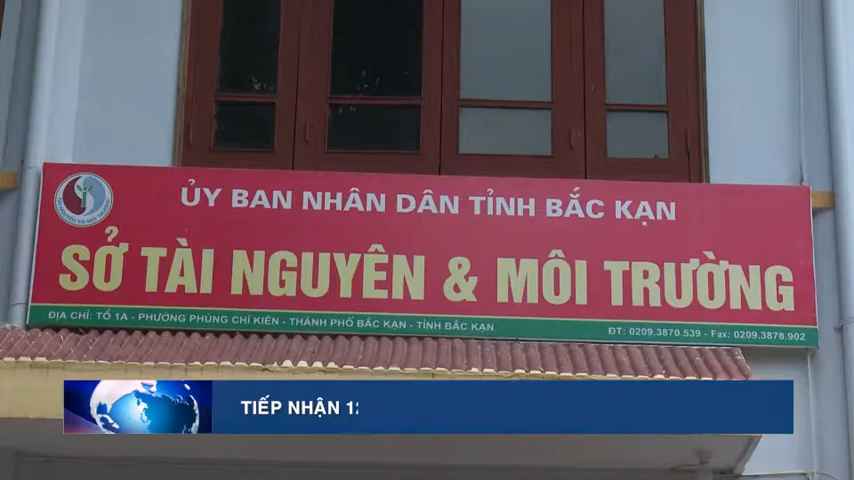 ỦY BAN NHÂN DÂN TỈNH BẮC KẠN
SỞ TÀI NGUYÊN & MÔI TRƯỜNG
ĐỊA CHỈ: TỔ 1A - PHƯỜNG PHÙNG CHÍ KIÊN - THÀNH PHỐ BẮC KẠN - TỈNH BẮC KẠN
ĐT: 0209.3870.539 - Fax: 0209.3878.902
TIẾP NHẬN